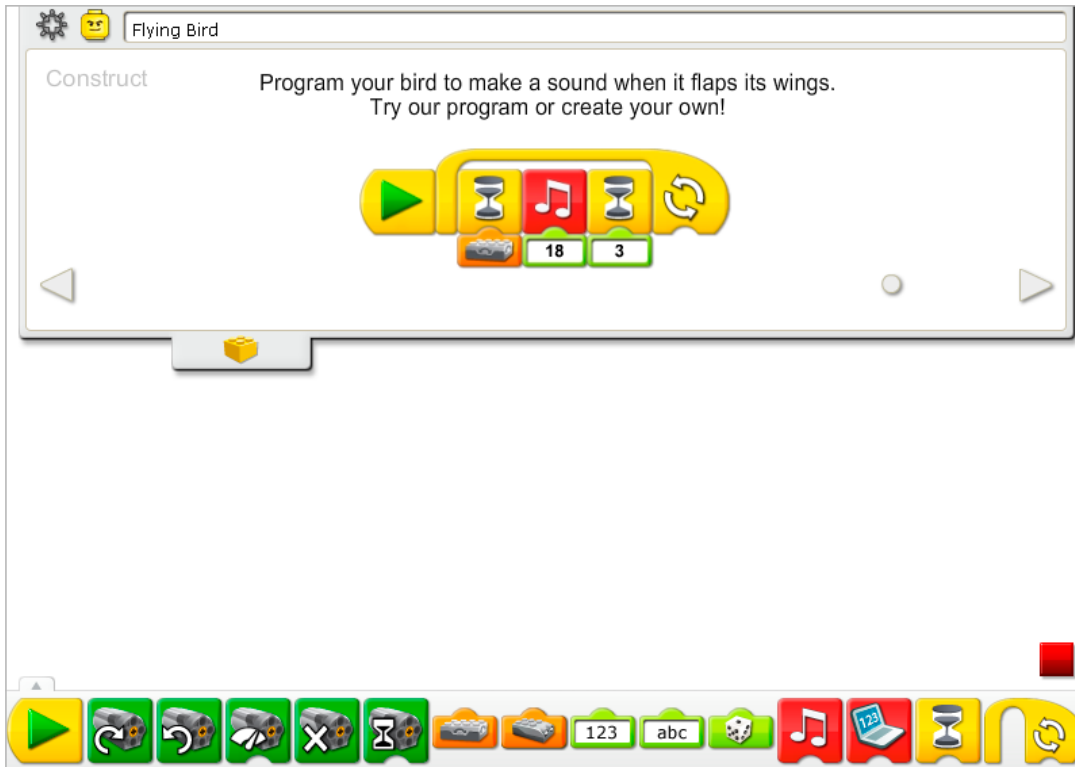 Flying Bird
Construct
Program your bird to make a sound when it flaps its wings.
Try our program or create your own!
18 3
123 abc 123